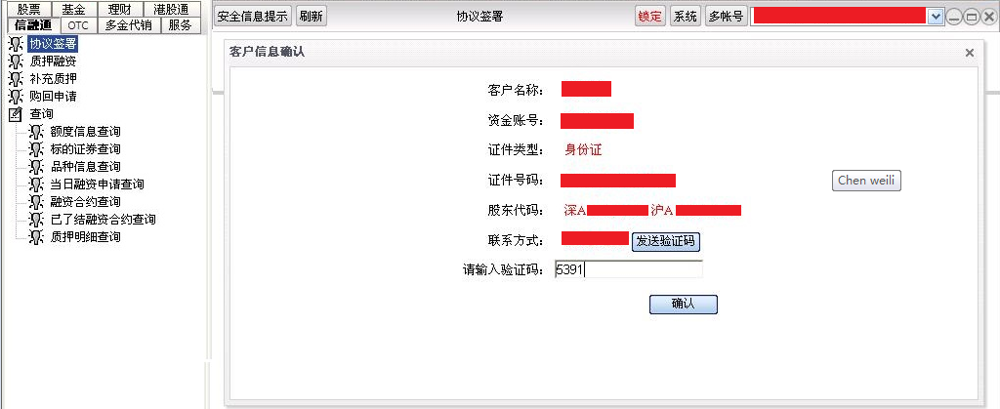 股票 基金 理财 港股通
信融通 OTC 多金代销 服务
协议签署
质押融资
补充质押
购回申请
查询
额度信息查询
标的证券查询
品种信息查询
当日融资申请查询
融资合约查询
已了结融资合约查询
质押明细查询
安全信息提示 刷新 协议签署 锁定 系统 多帐号
客户信息确认
客户名称：
资金账号：
证件类型： 身份证
证件号码：
Chen weili
股东代码： 深A 沪A
联系方式： 发送验证码
请输入验证码： 5391
确认